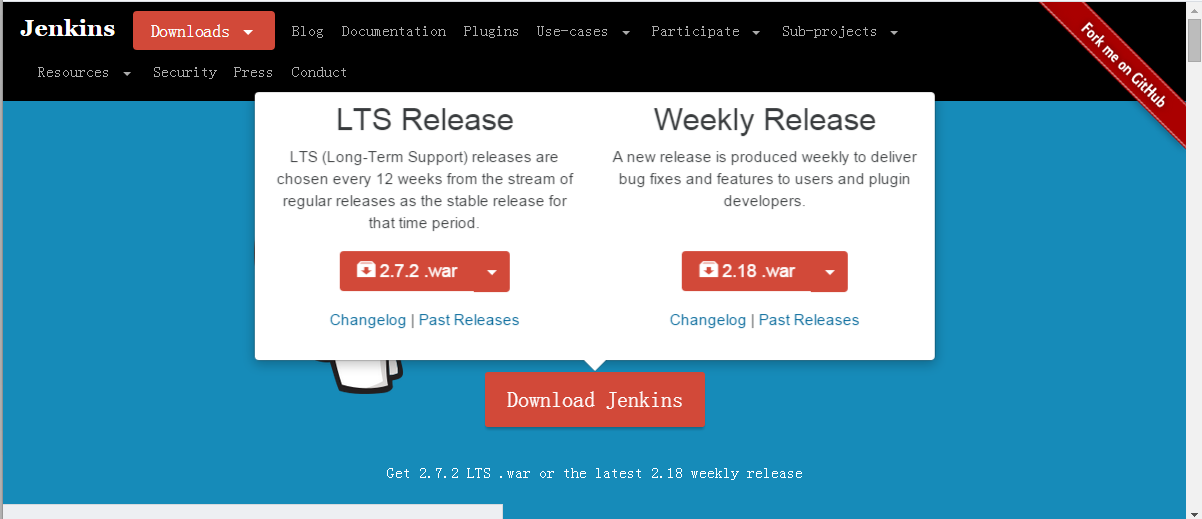 Jenkins Downloads Blog Documentation Plugins Use-cases Participate Sub-projects
Resources Security Press Conduct
Fork me on GitHub
LTS Release
LTS (Long-Term Support) releases are
chosen every 12 weeks from the stream of
regular releases as the stable release for
that time period.
2.7.2 .war
Changelog | Past Releases
Weekly Release
A new release is produced weekly to deliver
bug fixes and features to users and plugin
developers.
2.18 .war
Changelog | Past Releases
Download Jenkins
Get 2.7.2 LTS .war or the latest 2.18 weekly release